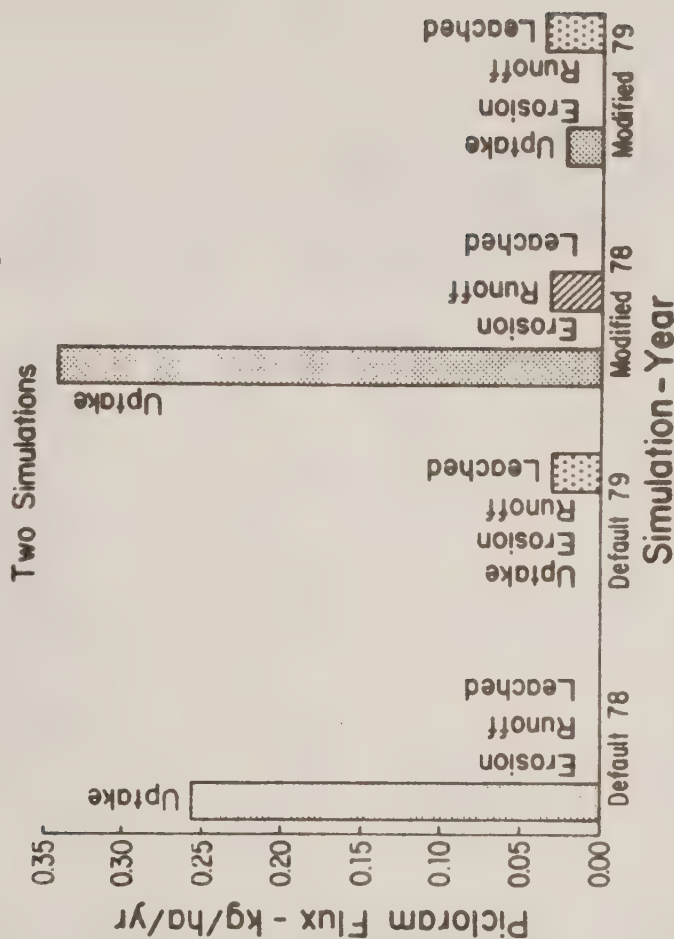 Two Simulations
Picloram Flux - kg/ha/yr
0.35
0.30
0.25
0.20
0.15
0.10
0.05
0.00
Uptake
Erosion
Runoff
Leached
Uptake
Erosion
Runoff
Leached
Uptake
Erosion
Runoff
Leached
Uptake
Erosion
Runoff
Leached
Default 78
Default 79
Modified 78
Modified 79
Simulation - Year